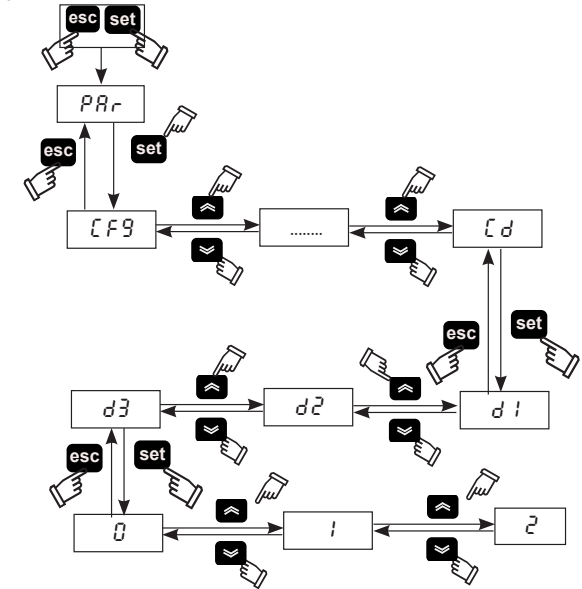 esc set
PAr
esc set
CF9 ........ Cd
esc set
d3 d2 d1
esc set
0 1 2